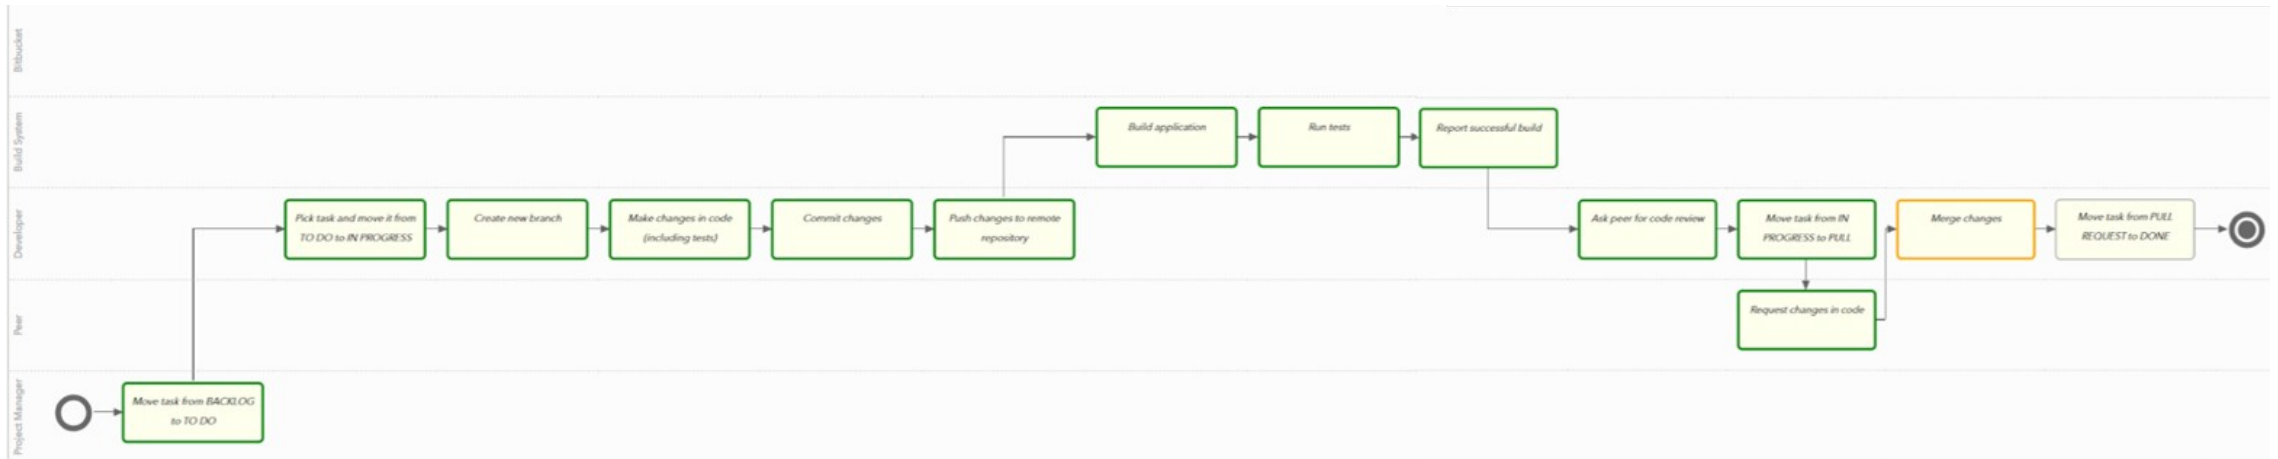 Bitbucket
Build System
Build application
Run tests
Report successful build
Developer
Pick task and move it from
TO DO to IN PROGRESS
Create new branch
Make changes in code
(including tests)
Commit changes
Push changes to remote
repository
Ask peer for code review
Move task from IN
PROGRESS to PULL
Merge changes
Move task from PULL
REQUEST to DONE
Peer
Request changes in code
Project Manager
Move task from BACKLOG
to TO DO